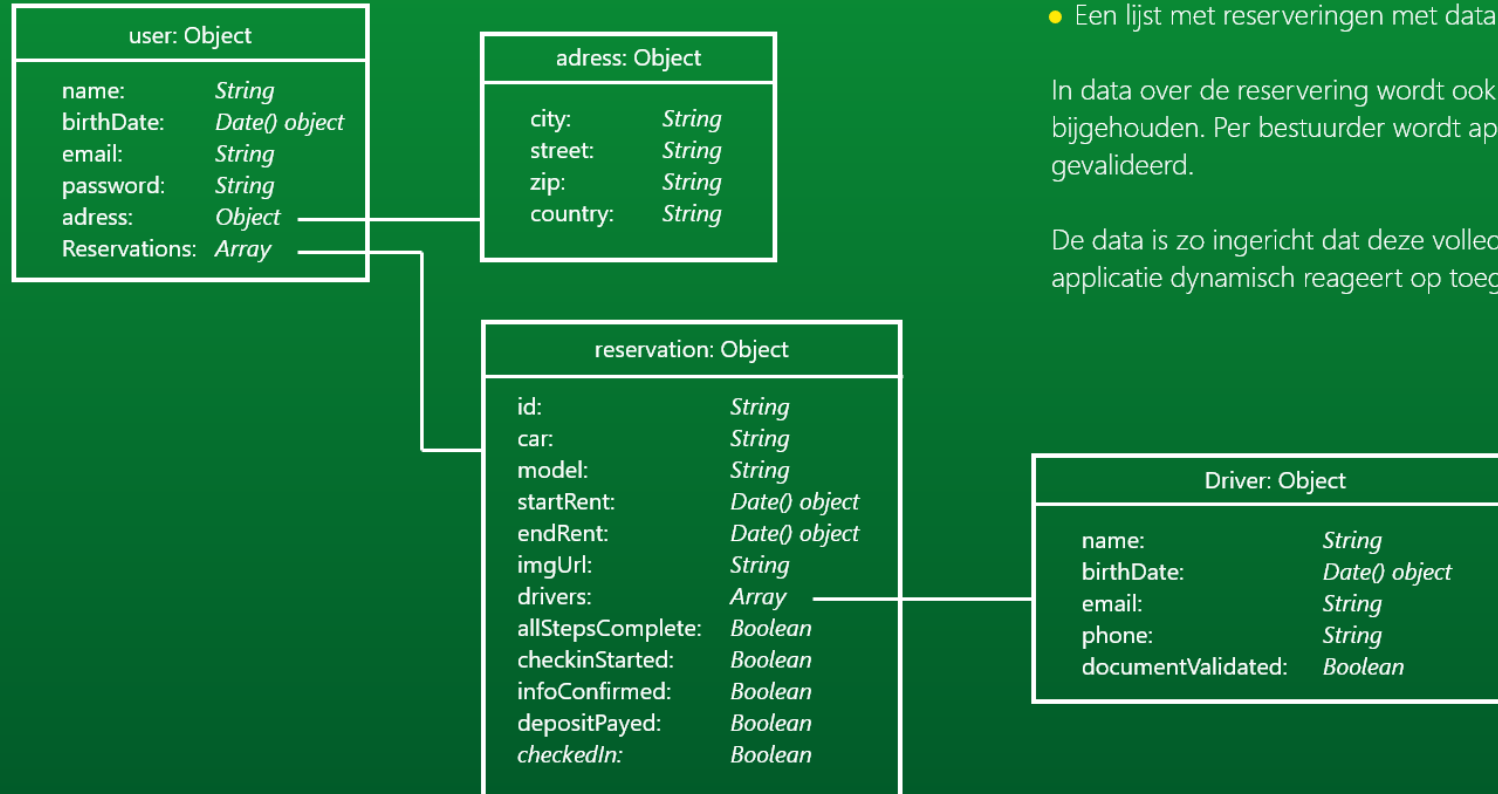 user: Object
name: String
birthDate: Date() object
email: String
password: String
adress: Object
Reservations: Array
adress: Object
city: String
street: String
zip: String
country: String
reservation: Object
id: String
car: String
model: String
startRent: Date() object
endRent: Date() object
imgUrl: String
drivers: Array
allStepsComplete: Boolean
checkinStarted: Boolean
infoConfirmed: Boolean
depositPayed: Boolean
checkedIn: Boolean
Driver: Object
name: String
birthDate: Date() object
email: String
phone: String
documentValidated: Boolean
Een lijst met reserveringen met data
In data over de reservering wordt ook
bijgehouden. Per bestuurder wordt
gevalideerd.
De data is zo ingericht dat deze
applicatie dynamisch reageert op